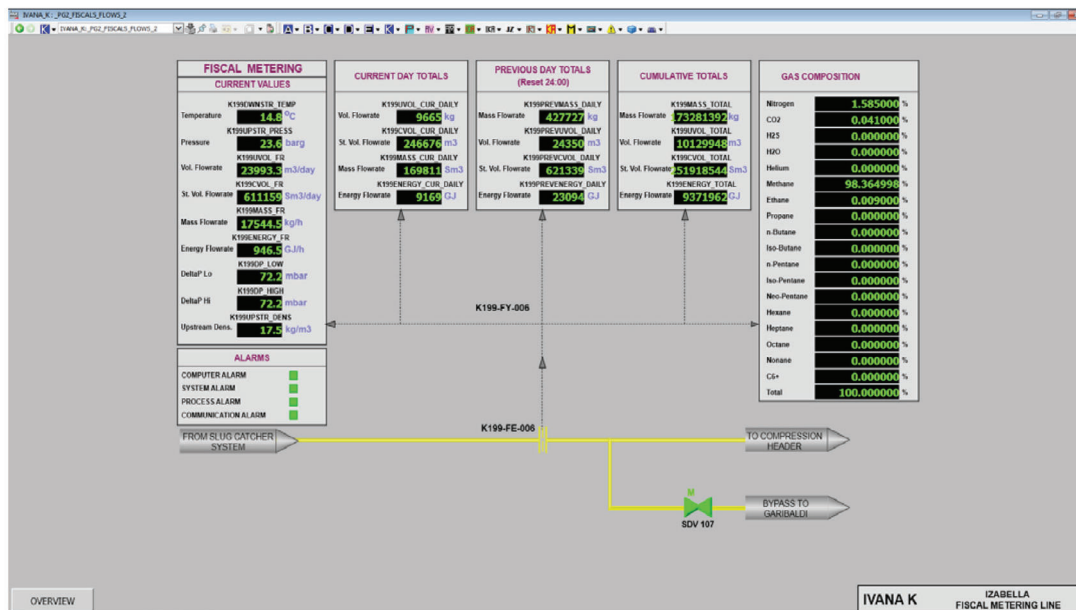 IVANA_K : _PG2_FISCALS_FLOWS_2
IVANA_K: _PG2_FISCALS_FLOWS_2
FISCAL METERING
CURRENT VALUES
K199DWNSTR_TEMP
Temperature 14.8 °C
K199UPSTR_PRESS
Pressure 23.6 barg
K199UVOL_FR
Vol. Flowrate 23993.3 m3/day
K199CVOL_FR
St. Vol. Flowrate 611159 Sm3/day
K199MASS_FR
Mass Flowrate 17544.5 kg/h
K199ENERGY_FR
Energy Flowrate 946.5 GJ/h
K199DP_LOW
DeltaP Lo 72.2 mbar
K199DP_HIGH
DeltaP Hi 72.2 mbar
K199UPSTR_DENS
Upstream Dens. 17.5 kg/m3
ALARMS
COMPUTER ALARM
SYSTEM ALARM
PROCESS ALARM
COMMUNICATION ALARM
CURRENT DAY TOTALS
K199UVOL_CUR_DAILY
Vol. Flowrate 9665 kg
K199CVOL_CUR_DAILY
St. Vol. Flowrate 246676 m3
K199MASS_CUR_DAILY
Mass Flowrate 169811 Sm3
K199ENERGY_CUR_DAILY
Energy Flowrate 9169 GJ
PREVIOUS DAY TOTALS
(Reset 24:00)
K199PREVMASS_DAILY
Mass Flowrate 427727 kg
K199PREVUVOL_DAILY
Vol. Flowrate 24350 m3
K199PREVCVOL_DAILY
St. Vol. Flowrate 621339 Sm3
K199PREVENERGY_DAILY
Energy Flowrate 23094 GJ
CUMULATIVE TOTALS
K199MASS_TOTAL
Mass Flowrate 173281392 kg
K199UVOL_TOTAL
Vol. Flowrate 10129948 m3
K199CVOL_TOTAL
St. Vol. Flowrate 251918544 Sm3
K199ENERGY_TOTAL
Energy Flowrate 9371962 GJ
GAS COMPOSITION
Nitrogen 1.585000 %
CO2 0.041000 %
H2S 0.000000 %
H2O 0.000000 %
Helium 0.000000 %
Methane 98.364998 %
Ethane 0.009000 %
Propane 0.000000 %
n-Butane 0.000000 %
Iso-Butane 0.000000 %
n-Pentane 0.000000 %
Iso-Pentane 0.000000 %
Neo-Pentane 0.000000 %
Hexane 0.000000 %
Heptane 0.000000 %
Octane 0.000000 %
Nonane 0.000000 %
C6+ 0.000000 %
Total 100.000000 %
K199-FY-006
K199-FE-006
FROM SLUG CATCHER
SYSTEM
TO COMPRESSION
HEADER
M
SDV 107
BYPASS TO
GARIBALDI
OVERVIEW
IVANA K
IZABELLA
FISCAL METERING LINE